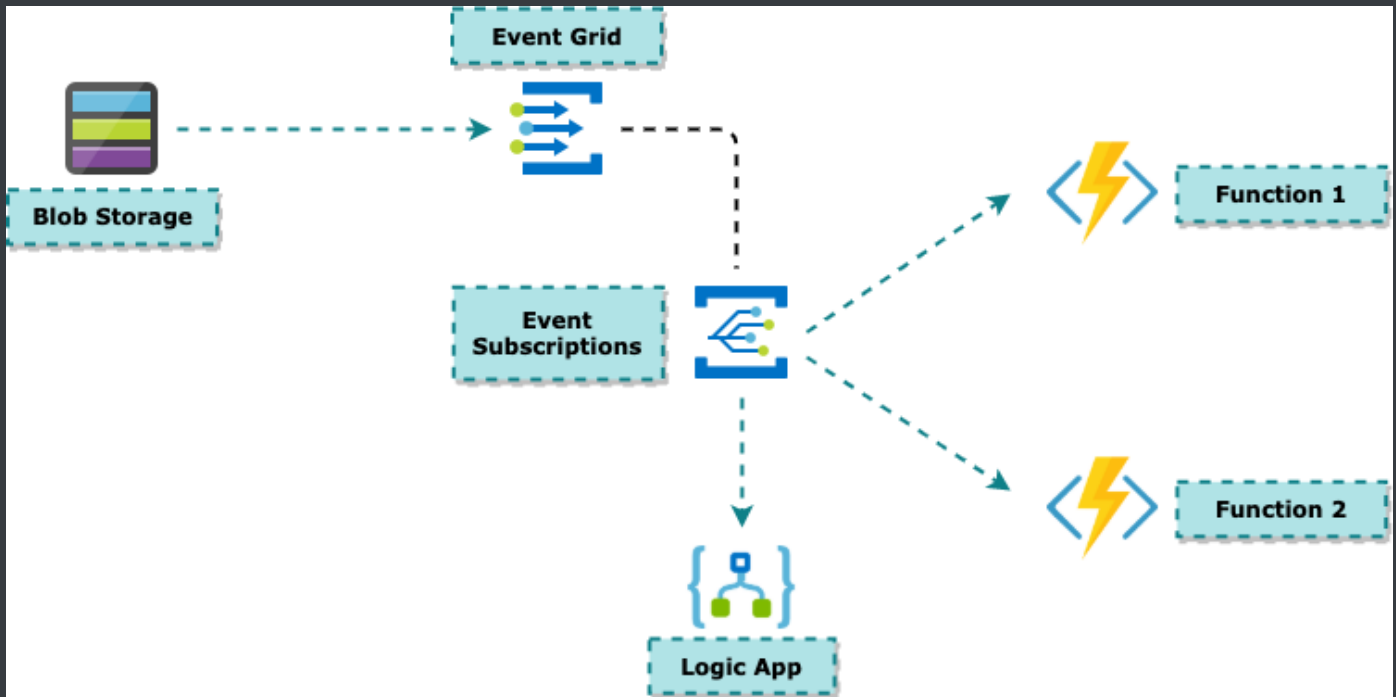 Event Grid
Blob Storage
Function 1
Event
Subscriptions
Function 2
Logic App